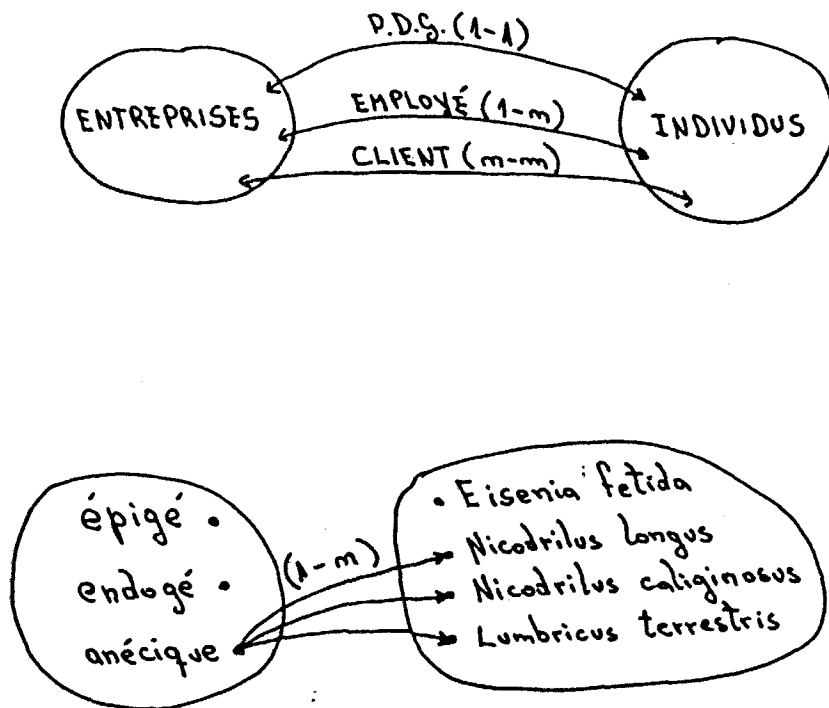 P.D.G. (1-1)
ENTREPRISES
EMPLOYÉ (1-m)
INDIVIDUS
CLIENT (m-m)
épigé
endogé
anécique
(1-m)
Eisenia fetida
Nicodrilus longus
Nicodrilus caliginosus
Lumbricus terrestris